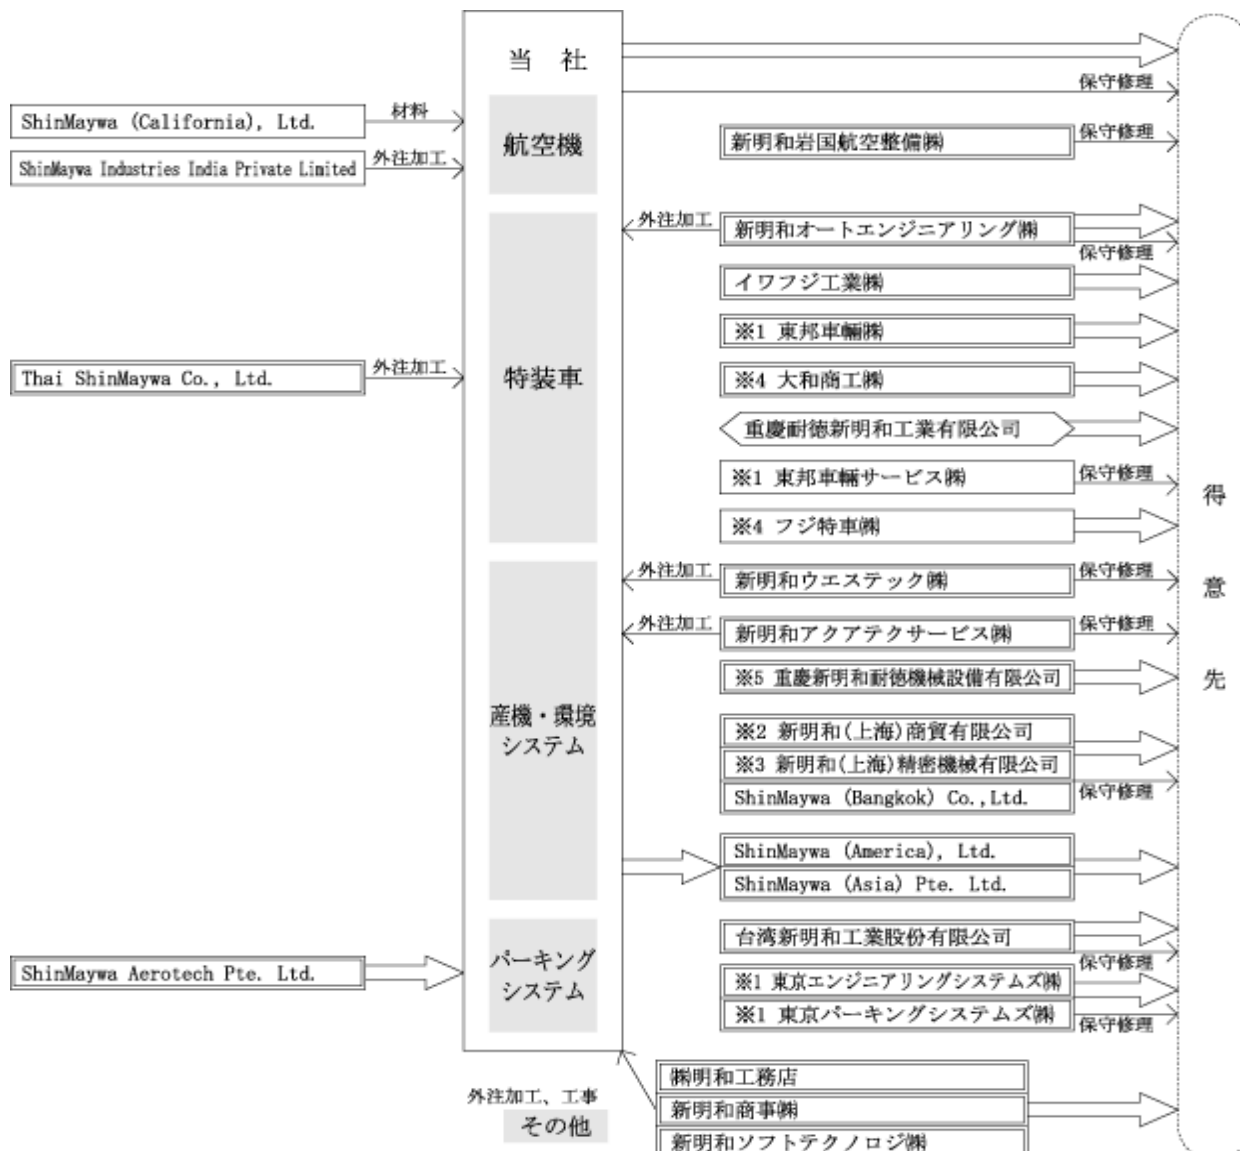 当 社
保守修理
ShinMaywa (California), Ltd.
材料
航空機
新明和岩国航空整備㈱
保守修理
ShinMaywa Industries India Private Limited
外注加工
特装車
外注加工
新明和オートエンジニアリング㈱
保守修理
イワフジ工業㈱
※1 東邦車輛㈱
Thai ShinMaywa Co., Ltd.
外注加工
※4 大和商工㈱
重慶耐徳新明和工業有限公司
※1 東邦車輛サービス㈱
保守修理
※4 フジ特車㈱
産機・環境
システム
外注加工
新明和ウエステック㈱
保守修理
外注加工
新明和アクアテクサービス㈱
保守修理
※5 重慶新明和耐徳機械設備有限公司
※2 新明和(上海)商貿有限公司
※3 新明和(上海)精密機械有限公司
ShinMaywa (Bangkok) Co.,Ltd.
保守修理
ShinMaywa (America), Ltd.
ShinMaywa (Asia) Pte. Ltd.
パーキング
システム
台湾新明和工業股份有限公司
保守修理
ShinMaywa Aerotech Pte. Ltd.
※1 東京エンジニアリングシステムズ㈱
※1 東京パーキングシステムズ㈱
保守修理
得
意
先
外注加工、工事
その他
㈱明和工務店
新明和商事㈱
新明和ソフトテクノロジ㈱